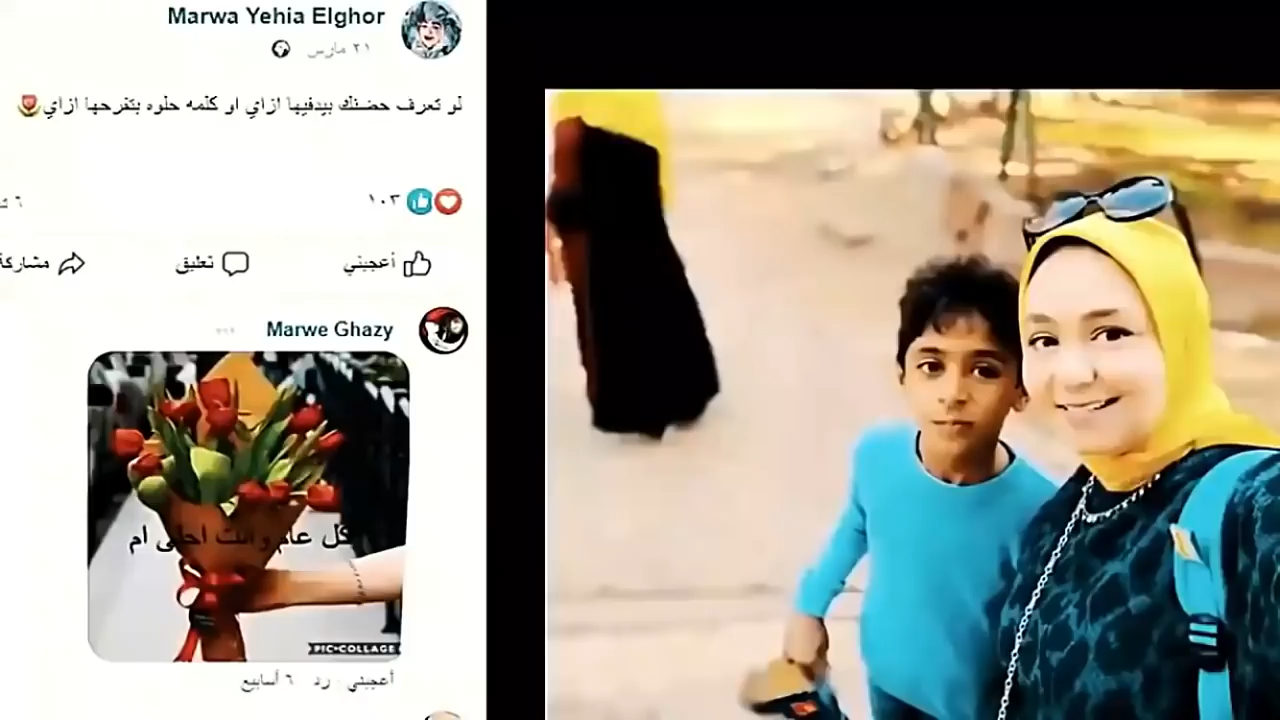 Marwa Yehia Elghor
٢١ مارس
لو تعرف حضنك بيدفيها ازاي او كلمه حلوه بتفرحها ازاي
١٠٣
٦
أعجبني تعليق مشاركة
Marwe Ghazy
كل عام وانت احلى ام
PIC•COLLAGE
أعجبني رد ٦ أسابيع